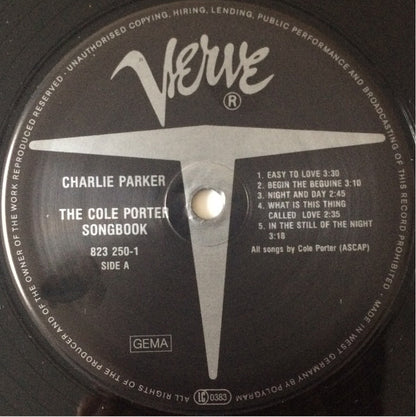 UNAUTHORISED COPYING, HIRING, LENDING, PUBLIC PERFORMANCE AND BROADCASTING OF THIS RECORD PROHIBITED · MADE IN WEST GERMANY BY POLYGRAM
ALL RIGHTS OF THE PRODUCER AND OF THE OWNER OF THE WORK REPRODUCED RESERVED ·
Verve
®
CHARLIE PARKER
THE COLE PORTER
SONGBOOK
823 250-1
SIDE A
1. EASY TO LOVE 3:30
2. BEGIN THE BEGUINE 3:10
3. NIGHT AND DAY 2:45
4. WHAT IS THIS THING
CALLED LOVE 2:35
5. IN THE STILL OF THE NIGHT
3:18
All songs by Cole Porter (ASCAP)
GEMA
LC 0383